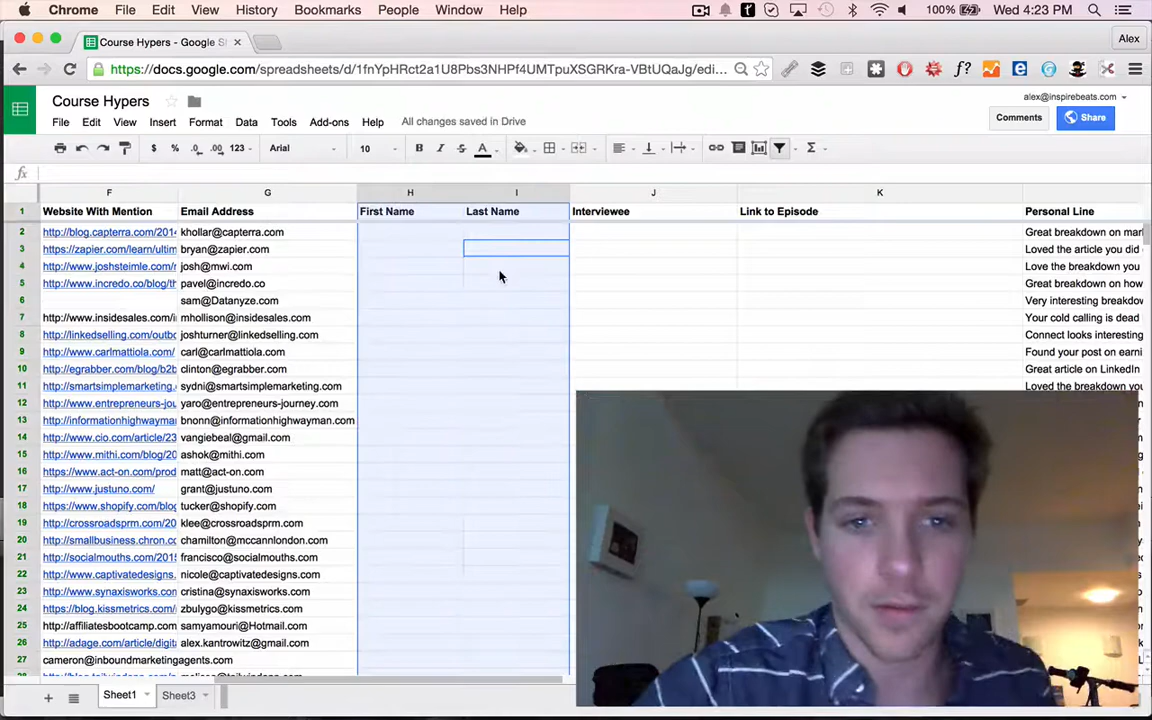 Chrome File Edit View History Bookmarks People Window Help 100% Wed 4:23 PM
Course Hypers - Google S
Alex
https://docs.google.com/spreadsheets/d/1fnYpHRct2a1U8Pbs3NHPf4UMTpuXSGRKra-VBtUQaJg/edi...
Course Hypers
alex@inspirebeats.com
File Edit View Insert Format Data Tools Add-ons Help All changes saved in Drive
Comments Share
$ % .0 .00 123 Arial 10 B I S A
fx
F G H I J K
1 Website With Mention Email Address First Name Last Name Interviewee Link to Episode Personal Line
2 http://blog.capterra.com/2014 khollar@capterra.com Great breakdown on mar
3 https://zapier.com/learn/ultim bryan@zapier.com Loved the article you did
4 http://www.joshsteimle.com/r josh@mwi.com Love the breakdown you
5 http://www.incredo.co/blog/th pavel@incredo.co Great breakdown on how
6 sam@Datanyze.com Very interesting breakdov
7 http://www.insidesales.com/i mhollison@insidesales.com Your cold calling is dead
8 http://linkedselling.com/outbo joshturner@linkedselling.com Connect looks interesting
9 http://www.carlmattiola.com/ carl@carlmattiola.com Found your post on earni
10 http://egrabber.com/blog/b2b clinton@egrabber.com Great article on LinkedIn
11 http://smartsimplemarketing. sydni@smartsimplemarketing.com Loved the breakdown you
12 http://www.entrepreneurs-jou yaro@entrepreneurs-journey.com
13 http://informationhighwayman bnonn@informationhighwayman.com
14 http://www.cio.com/article/23 vangiebeal@gmail.com
15 http://www.mithi.com/blog/20 ashok@mithi.com
16 https://www.act-on.com/prod matt@act-on.com
17 http://www.justuno.com/ grant@justuno.com
18 https://www.shopify.com/blog tucker@shopify.com
19 http://crossroadsprm.com/20 klee@crossroadsprm.com
20 http://smallbusiness.chron.c chamilton@mccannlondon.com
21 http://socialmouths.com/2015 francisco@socialmouths.com
22 http://www.captivatedesigns. nicole@captivatedesigns.com
23 http://www.synaxisworks.com cristina@synaxisworks.com
24 https://blog.kissmetrics.com/ zbulygo@kissmetrics.com
25 http://affiliatesbootcamp.com samyamouri@Hotmail.com
26 http://adage.com/article/digit alex.kantrowitz@gmail.com
27 cameron@inboundmarketingagents.com
Sheet1 Sheet3